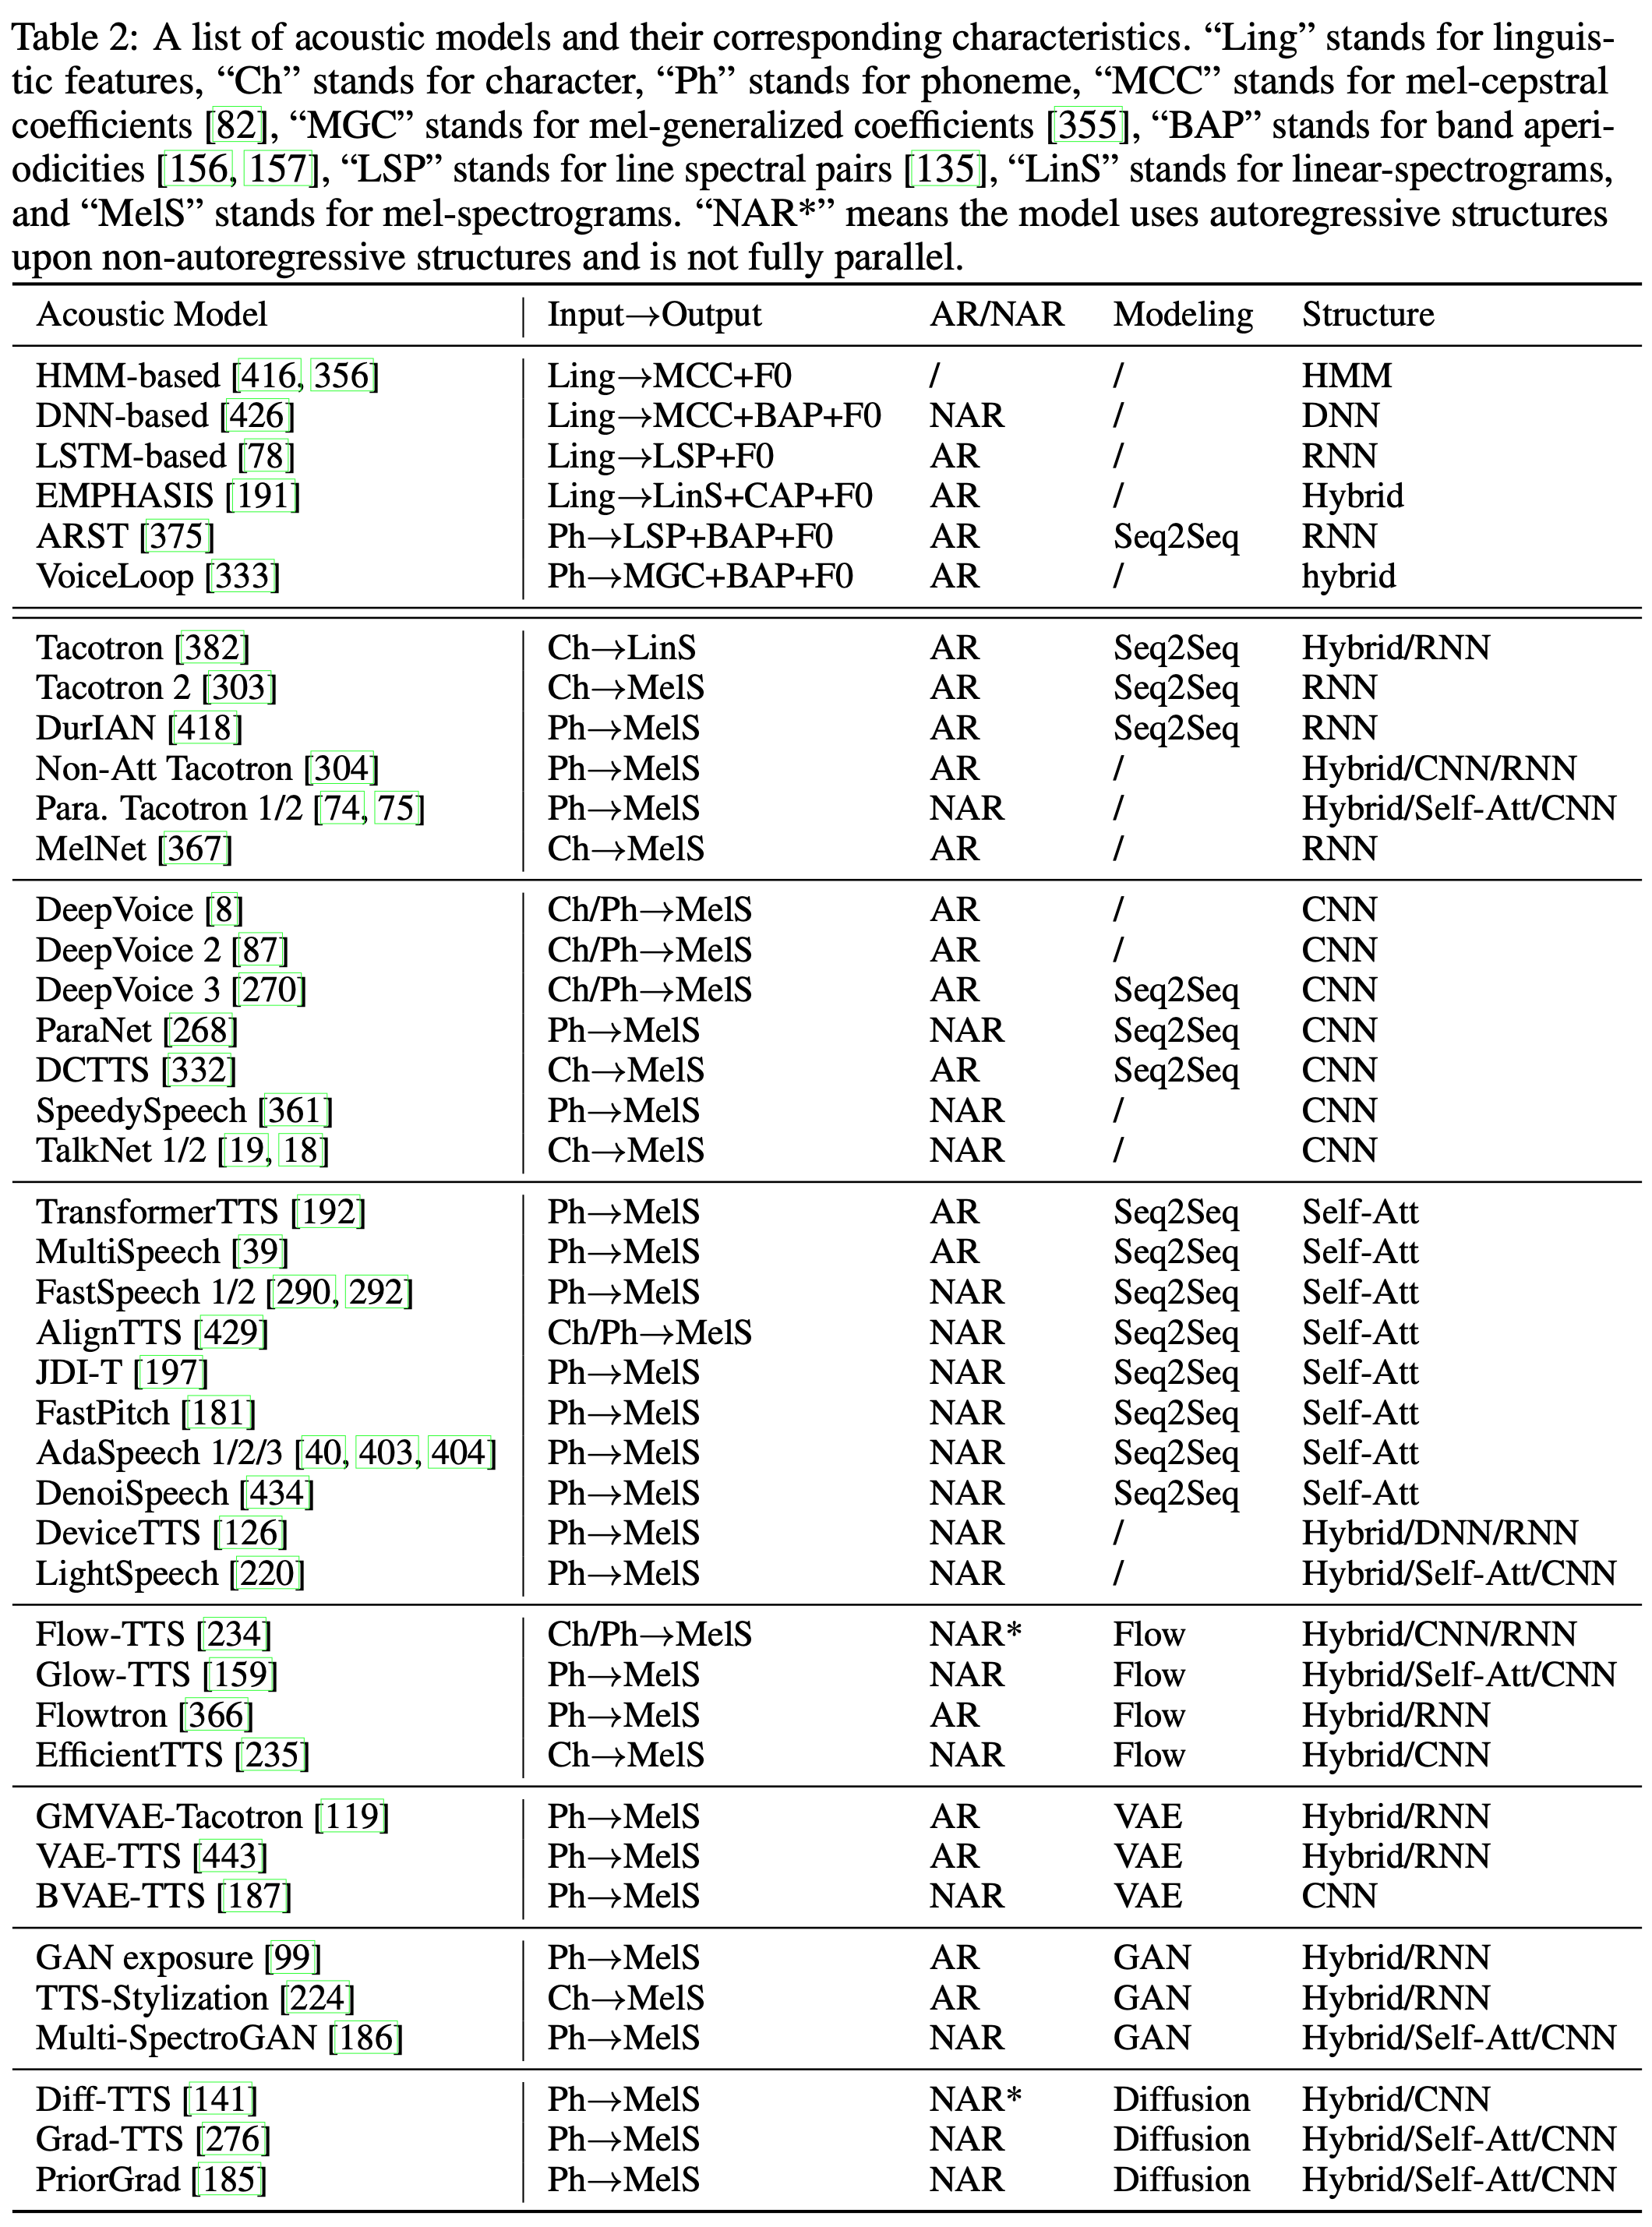 Table 2: A list of acoustic models and their corresponding characteristics. “Ling” stands for linguis-
tic features, “Ch” stands for character, “Ph” stands for phoneme, “MCC” stands for mel-cepstral
coefficients [82], “MGC” stands for mel-generalized coefficients [355], “BAP” stands for band aperi-
odicities [156, 157], “LSP” stands for line spectral pairs [135], “LinS” stands for linear-spectrograms,
and “MelS” stands for mel-spectrograms. “NAR*” means the model uses autoregressive structures
upon non-autoregressive structures and is not fully parallel.
Acoustic Model Input→Output AR/NAR Modeling Structure
HMM-based [416, 356] Ling→MCC+F0 / / HMM
DNN-based [426] Ling→MCC+BAP+F0 NAR / DNN
LSTM-based [78] Ling→LSP+F0 AR / RNN
EMPHASIS [191] Ling→LinS+CAP+F0 AR / Hybrid
ARST [375] Ph→LSP+BAP+F0 AR Seq2Seq RNN
VoiceLoop [333] Ph→MGC+BAP+F0 AR / hybrid
Tacotron [382] Ch→LinS AR Seq2Seq Hybrid/RNN
Tacotron 2 [303] Ch→MelS AR Seq2Seq RNN
DurIAN [418] Ph→MelS AR Seq2Seq RNN
Non-Att Tacotron [304] Ph→MelS AR / Hybrid/CNN/RNN
Para. Tacotron 1/2 [74, 75] Ph→MelS NAR / Hybrid/Self-Att/CNN
MelNet [367] Ch→MelS AR / RNN
DeepVoice [8] Ch/Ph→MelS AR / CNN
DeepVoice 2 [87] Ch/Ph→MelS AR / CNN
DeepVoice 3 [270] Ch/Ph→MelS AR Seq2Seq CNN
ParaNet [268] Ph→MelS NAR Seq2Seq CNN
DCTTS [332] Ch→MelS AR Seq2Seq CNN
SpeedySpeech [361] Ph→MelS NAR / CNN
TalkNet 1/2 [19, 18] Ch→MelS NAR / CNN
TransformerTTS [192] Ph→MelS AR Seq2Seq Self-Att
MultiSpeech [39] Ph→MelS AR Seq2Seq Self-Att
FastSpeech 1/2 [290, 292] Ph→MelS NAR Seq2Seq Self-Att
AlignTTS [429] Ch/Ph→MelS NAR Seq2Seq Self-Att
JDI-T [197] Ph→MelS NAR Seq2Seq Self-Att
FastPitch [181] Ph→MelS NAR Seq2Seq Self-Att
AdaSpeech 1/2/3 [40, 403, 404] Ph→MelS NAR Seq2Seq Self-Att
DenoiSpeech [434] Ph→MelS NAR Seq2Seq Self-Att
DeviceTTS [126] Ph→MelS NAR / Hybrid/DNN/RNN
LightSpeech [220] Ph→MelS NAR / Hybrid/Self-Att/CNN
Flow-TTS [234] Ch/Ph→MelS NAR* Flow Hybrid/CNN/RNN
Glow-TTS [159] Ph→MelS NAR Flow Hybrid/Self-Att/CNN
Flowtron [366] Ph→MelS AR Flow Hybrid/RNN
EfficientTTS [235] Ch→MelS NAR Flow Hybrid/CNN
GMVAE-Tacotron [119] Ph→MelS AR VAE Hybrid/RNN
VAE-TTS [443] Ph→MelS AR VAE Hybrid/RNN
BVAE-TTS [187] Ph→MelS NAR VAE CNN
GAN exposure [99] Ph→MelS AR GAN Hybrid/RNN
TTS-Stylization [224] Ch→MelS AR GAN Hybrid/RNN
Multi-SpectroGAN [186] Ph→MelS NAR GAN Hybrid/Self-Att/CNN
Diff-TTS [141] Ph→MelS NAR* Diffusion Hybrid/CNN
Grad-TTS [276] Ph→MelS NAR Diffusion Hybrid/Self-Att/CNN
PriorGrad [185] Ph→MelS NAR Diffusion Hybrid/Self-Att/CNN